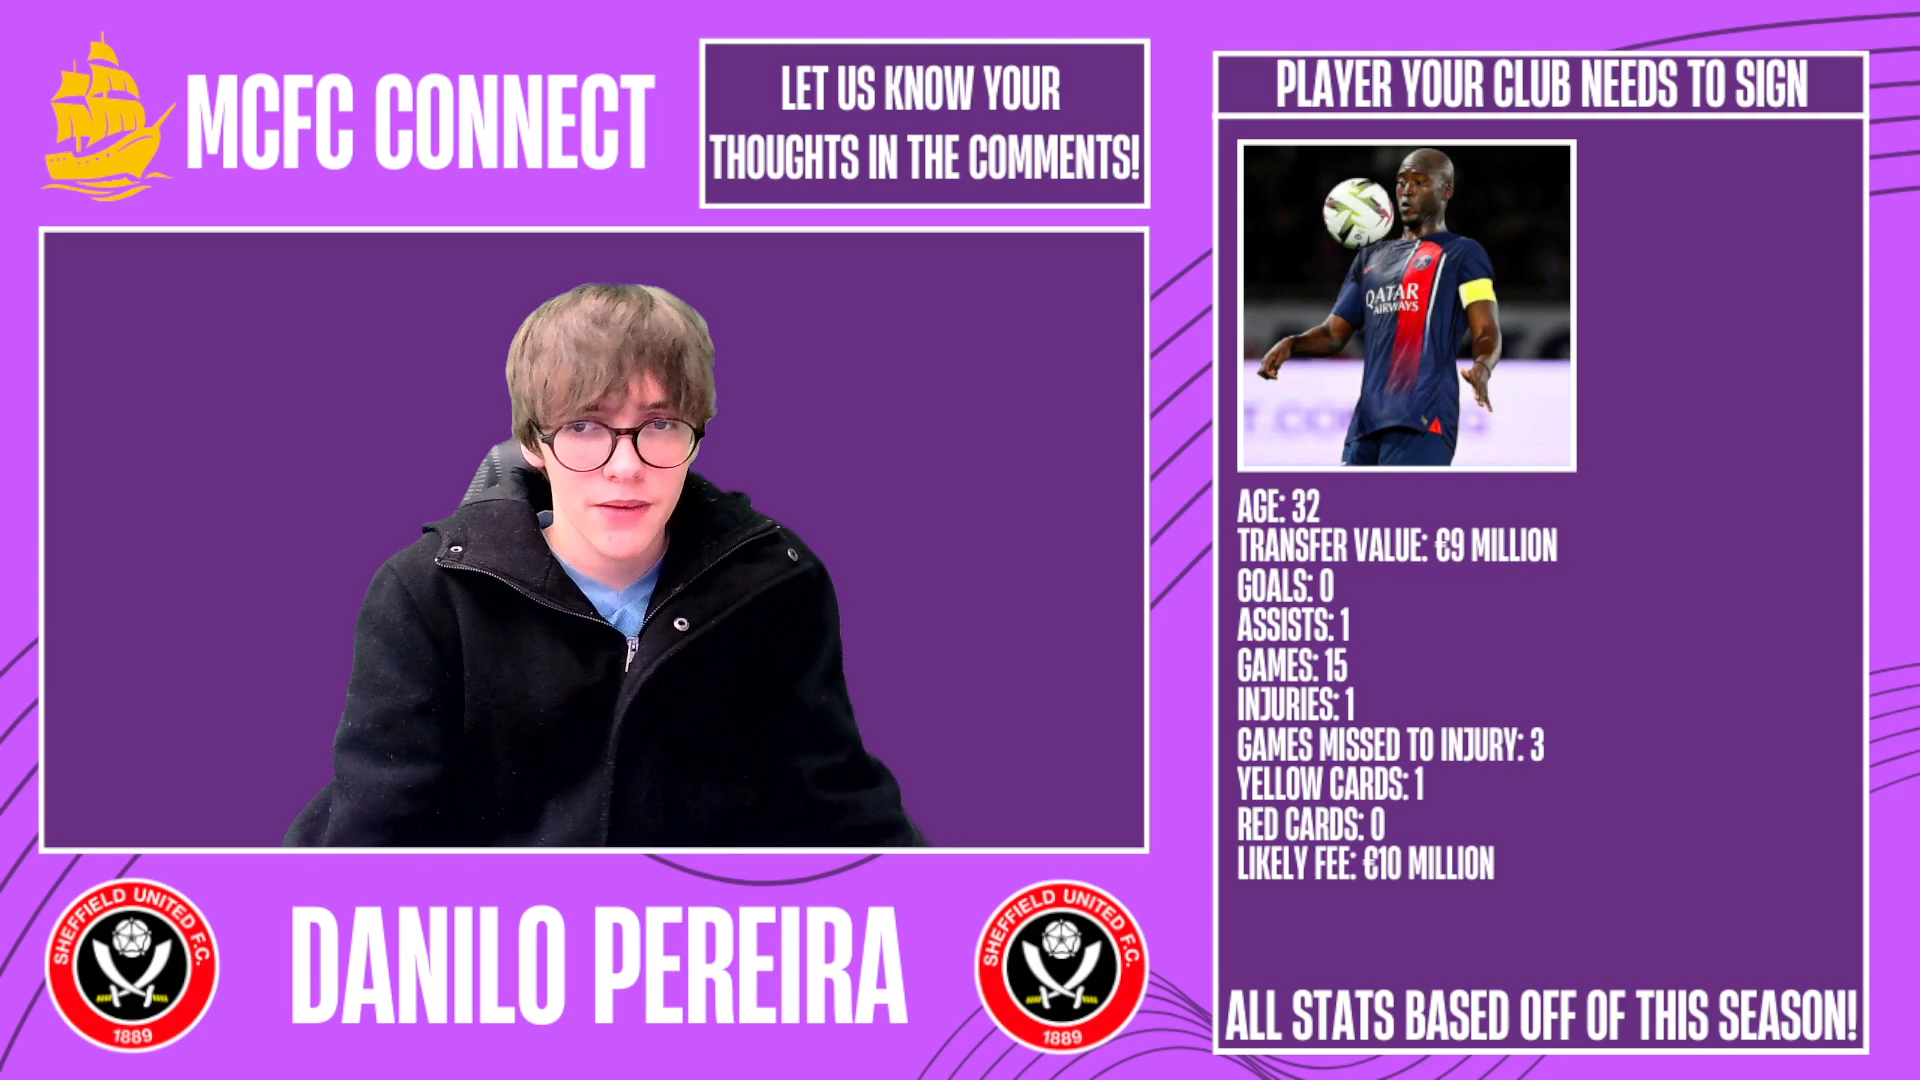 MCFC CONNECT
LET US KNOW YOUR
THOUGHTS IN THE COMMENTS!
PLAYER YOUR CLUB NEEDS TO SIGN
QATAR
AIRWAYS
AGE: 32
TRANSFER VALUE: €9 MILLION
GOALS: 0
ASSISTS: 1
GAMES: 15
INJURIES: 1
GAMES MISSED TO INJURY: 3
YELLOW CARDS: 1
RED CARDS: 0
LIKELY FEE: €10 MILLION
ALL STATS BASED OFF OF THIS SEASON!
SHEFFIELD UNITED F.C.
1889
DANILO PEREIRA
SHEFFIELD UNITED F.C.
1889